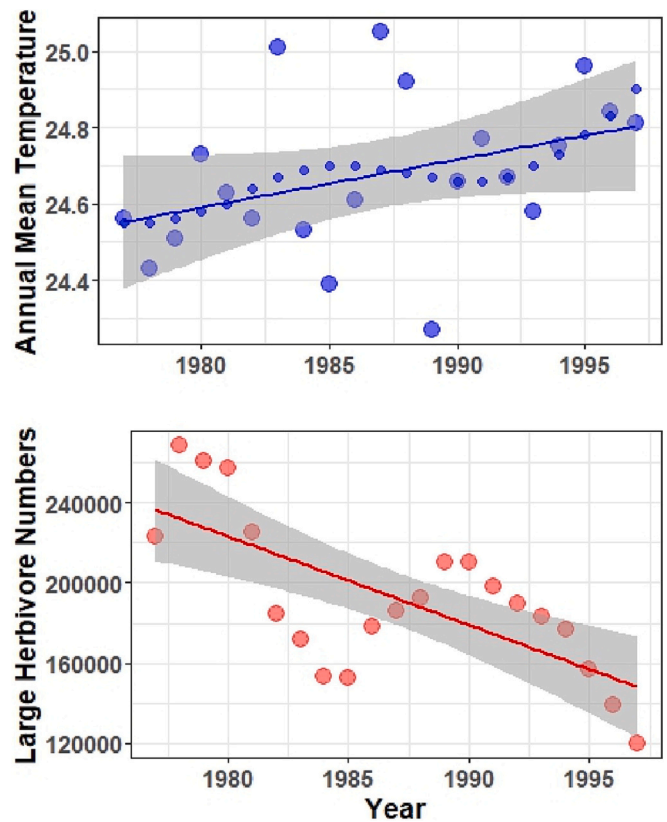 Annual Mean Temperature
25.0
24.8
24.6
24.4
1980 1985 1990 1995
Large Herbivore Numbers
240000
200000
160000
120000
1980 1985 1990 1995
Year